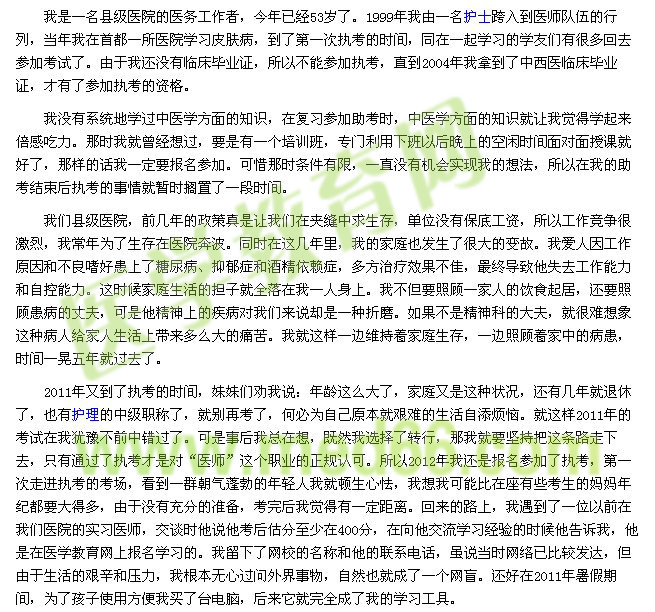 我是一名县级医院的医务工作者，今年已经53岁了。1999年我由一名护士跨入到医师队伍的行
列，当年我在首都一所医院学习皮肤病，到了第一次执考的时间，同在一起学习的学友们有很多回去
参加考试了。由于我还没有临床毕业证，所以不能参加执考，直到2004年我拿到了中西医临床毕业
证，才有了参加执考的资格。
我没有系统地学过中医学方面的知识，在复习参加助考时，中医学方面的知识就让我觉得学起来
倍感吃力。那时我就曾经想过，要是有一个培训班，专门利用下班以后晚上的空闲时间面对面授课就
好了，那样的话我一定要报名参加。可惜那时条件有限，一直没有机会实现我的想法，所以在我的助
考结束后执考的事情就暂时搁置了一段时间。
我们县级医院，前几年的政策真是让我们在夹缝中求生存，单位没有保底工资，所以工作竞争很
激烈，我常年为了生存在医院奔波。同时在这几年里，我的家庭也发生了很大的变故。我爱人因工作
原因和不良嗜好患上了糖尿病、抑郁症和酒精依赖症，多方治疗效果不佳，最终导致他失去工作能力
和自控能力。这时候家庭生活的担子就全落在我一人身上。我不但要照顾一家人的饮食起居，还要照
顾患病的丈夫，可是他精神上的疾病对我们来说却是一种折磨。如果不是精神科的大夫，就很难想象
这种病人给家人生活上带来多么大的痛苦。我就这样一边维持着家庭生存，一边照顾着家中的病患，
时间一晃五年就过去了。
2011年又到了执考的时间，妹妹们劝我说：年龄这么大了，家庭又是这种状况，还有几年就退休
了，也有护理的中级职称了，就别再考了，何必为自己原本就艰难的生活自添烦恼。就这样2011年的
考试在我犹豫不前中错过了。可是事后我总在想，既然我选择了转行，那我就要坚持把这条路走下
去，只有通过了执考才是对“医师”这个职业的正规认可。所以2012年我还是报名参加了执考，第一
次走进执考的考场，看到一群朝气蓬勃的年轻人我就顿生心怯，我想我可能比在座有些考生的妈妈年
纪都要大得多，由于没有充分的准备，考完后我觉得有一定距离。回来的路上，我遇到了一位以前在
我们医院的实习医师，交谈时他说他考后估分至少在400分，在向他交流学习经验的时候他告诉我，他
是在医学教育网上报名学习的。我留下了网校的名称和他的联系电话，虽说当时网络已比较发达，但
由于生活的艰辛和压力，我根本无心过问外界事物，自然也就成了一个网盲。还好在2011年暑假期
间，为了孩子使用方便我买了台电脑，后来它就完全成了我的学习工具。
医学教育网
www.med66.com